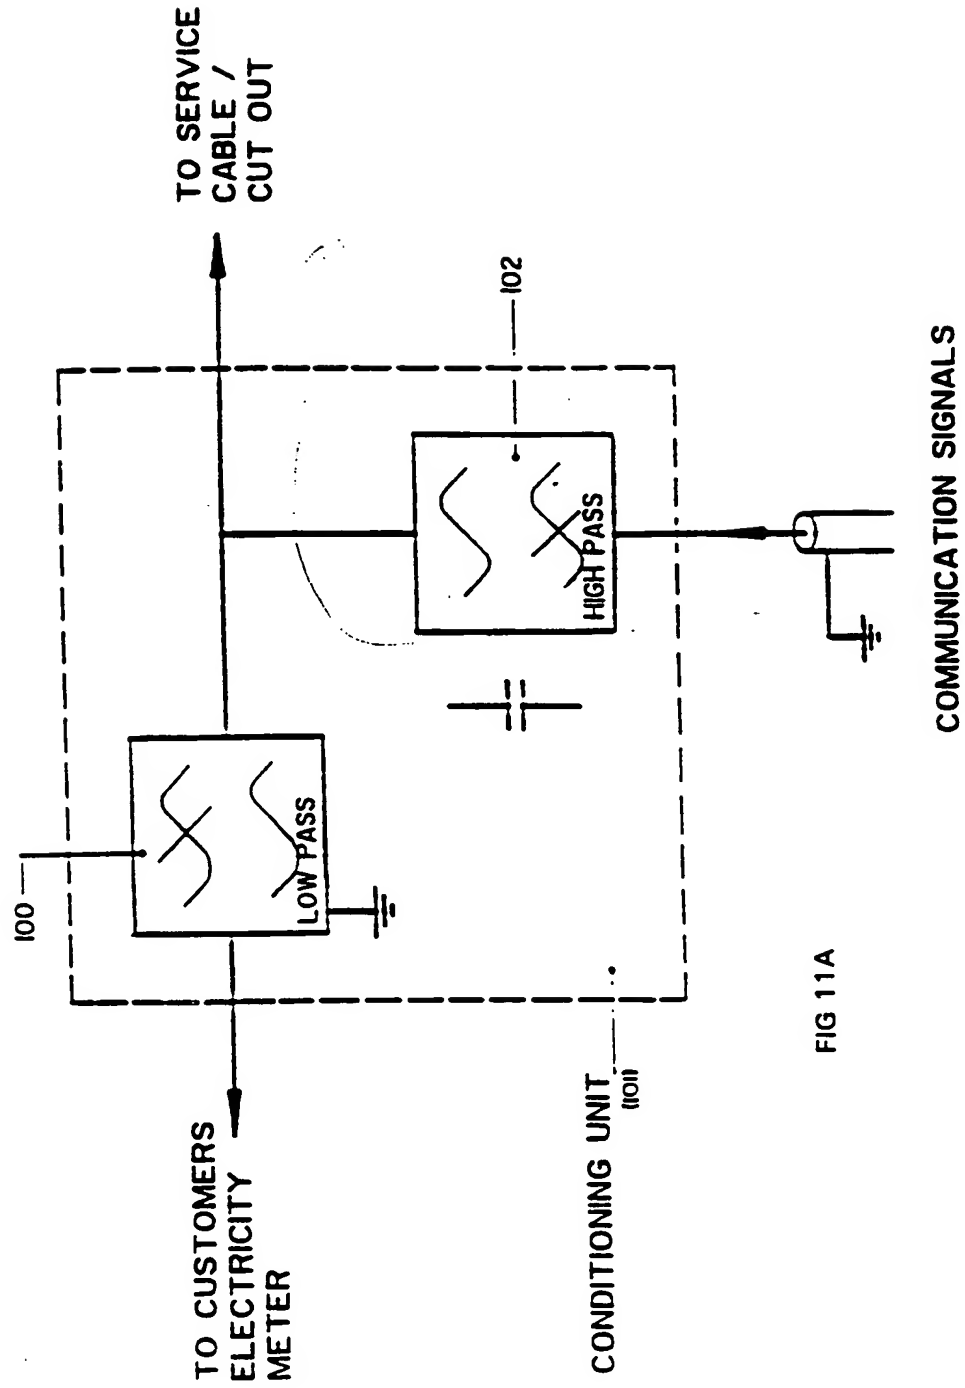 TO SERVICE
CABLE /
CUT OUT
100
LOW PASS
102
HIGH PASS
TO CUSTOMERS
ELECTRICITY
METER
CONDITIONING UNIT
(101)
COMMUNICATION SIGNALS
FIG 11A